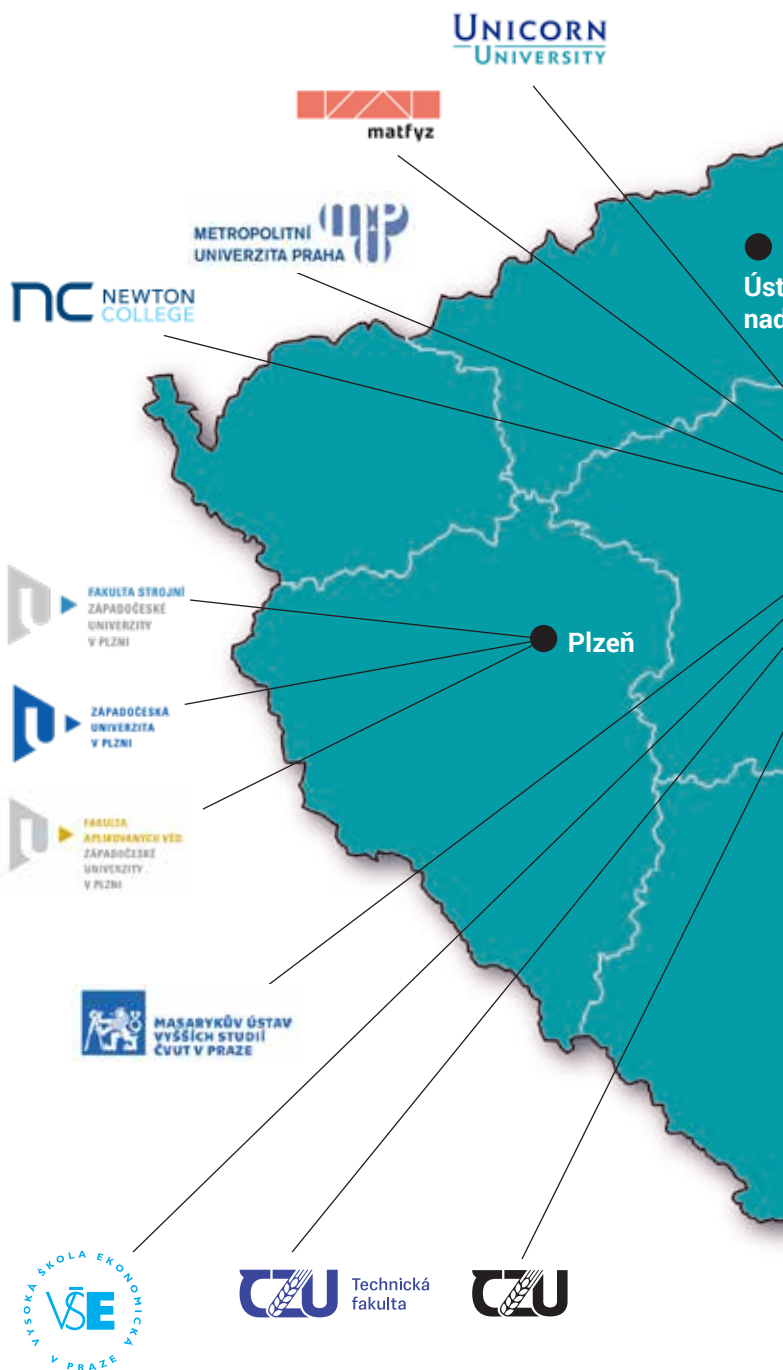 UNICORN
UNIVERSITY
matfyz
METROPOLITNÍ
UNIVERZITA PRAHA
MUP
nc NEWTON
COLLEGE
Úst
nad
FAKULTA STROJNÍ
ZÁPADOČESKÉ
UNIVERZITY
V PLZNI
Plzeň
ZÁPADOČESKÁ
UNIVERZITA
V PLZNI
FAKULTA
APLIKOVANÝCH VĚD
ZÁPADOČESKÉ
UNIVERZITY
V PLZNI
MASARYKŮV ÚSTAV
VYŠŠÍCH STUDIÍ
ČVUT V PRAZE
VYSOKÁ ŠKOLA EKONOMICKÁ
VŠE
V PRAZE
ČZU Technická
fakulta
ČZU